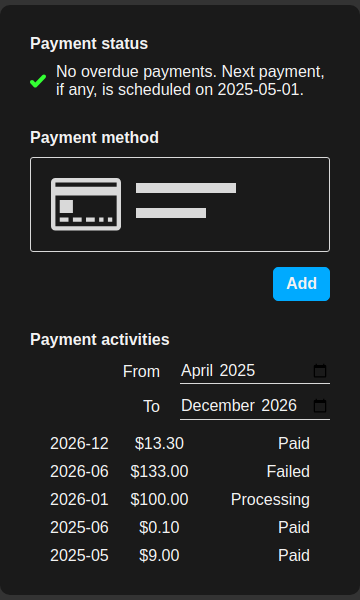 Payment status
No overdue payments. Next payment,
if any, is scheduled on 2025-05-01.
Payment method
Add
Payment activities
From April 2025
To December 2026
2026-12 $13.30 Paid
2026-06 $133.00 Failed
2026-01 $100.00 Processing
2025-06 $0.10 Paid
2025-05 $9.00 Paid